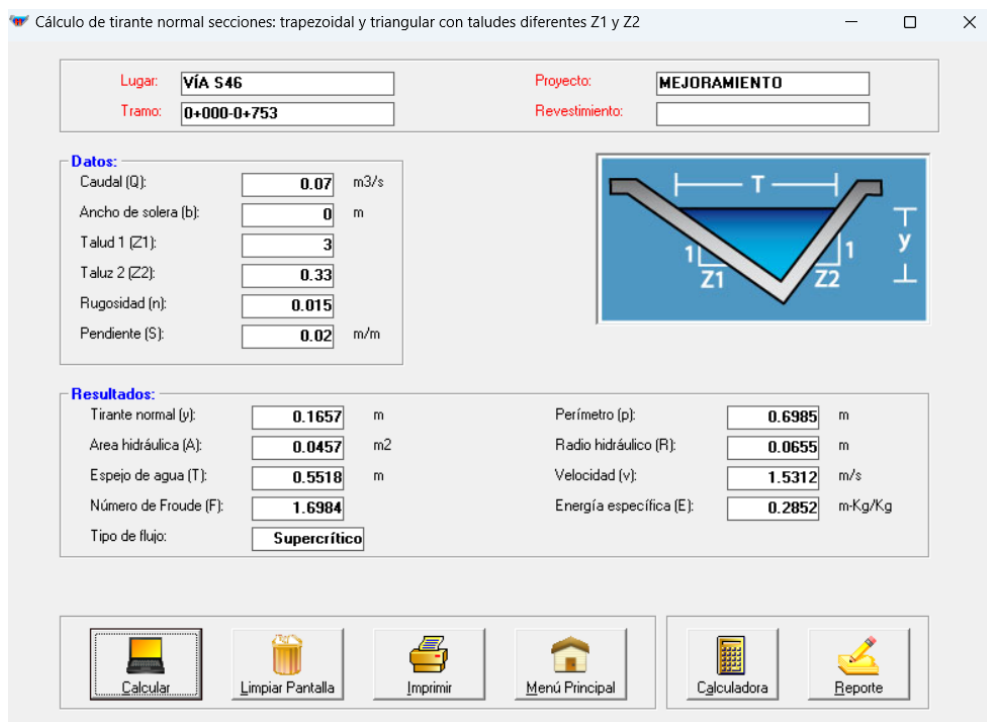 Cálculo de tirante normal secciones: trapezoidal y triangular con taludes diferentes Z1 y Z2
Lugar: VÍA S46 Proyecto: MEJORAMIENTO
Tramo: 0+000-0+753 Revestimiento:
Datos:
Caudal (Q): 0.07 m3/s
Ancho de solera (b): 0 m
Talud 1 (Z1): 3
Taluz 2 (Z2): 0.33
Rugosidad (n): 0.015
Pendiente (S): 0.02 m/m
T
y
1 1
Z1 Z2
Resultados:
Tirante normal (y): 0.1657 m Perímetro (p): 0.6985 m
Area hidráulica (A): 0.0457 m2 Radio hidráulico (R): 0.0655 m
Espejo de agua (T): 0.5518 m Velocidad (v): 1.5312 m/s
Número de Froude (F): 1.6984 Energía específica (E): 0.2852 m-Kg/Kg
Tipo de flujo: Supercrítico
Calcular Limpiar Pantalla Imprimir Menú Principal Calculadora Reporte